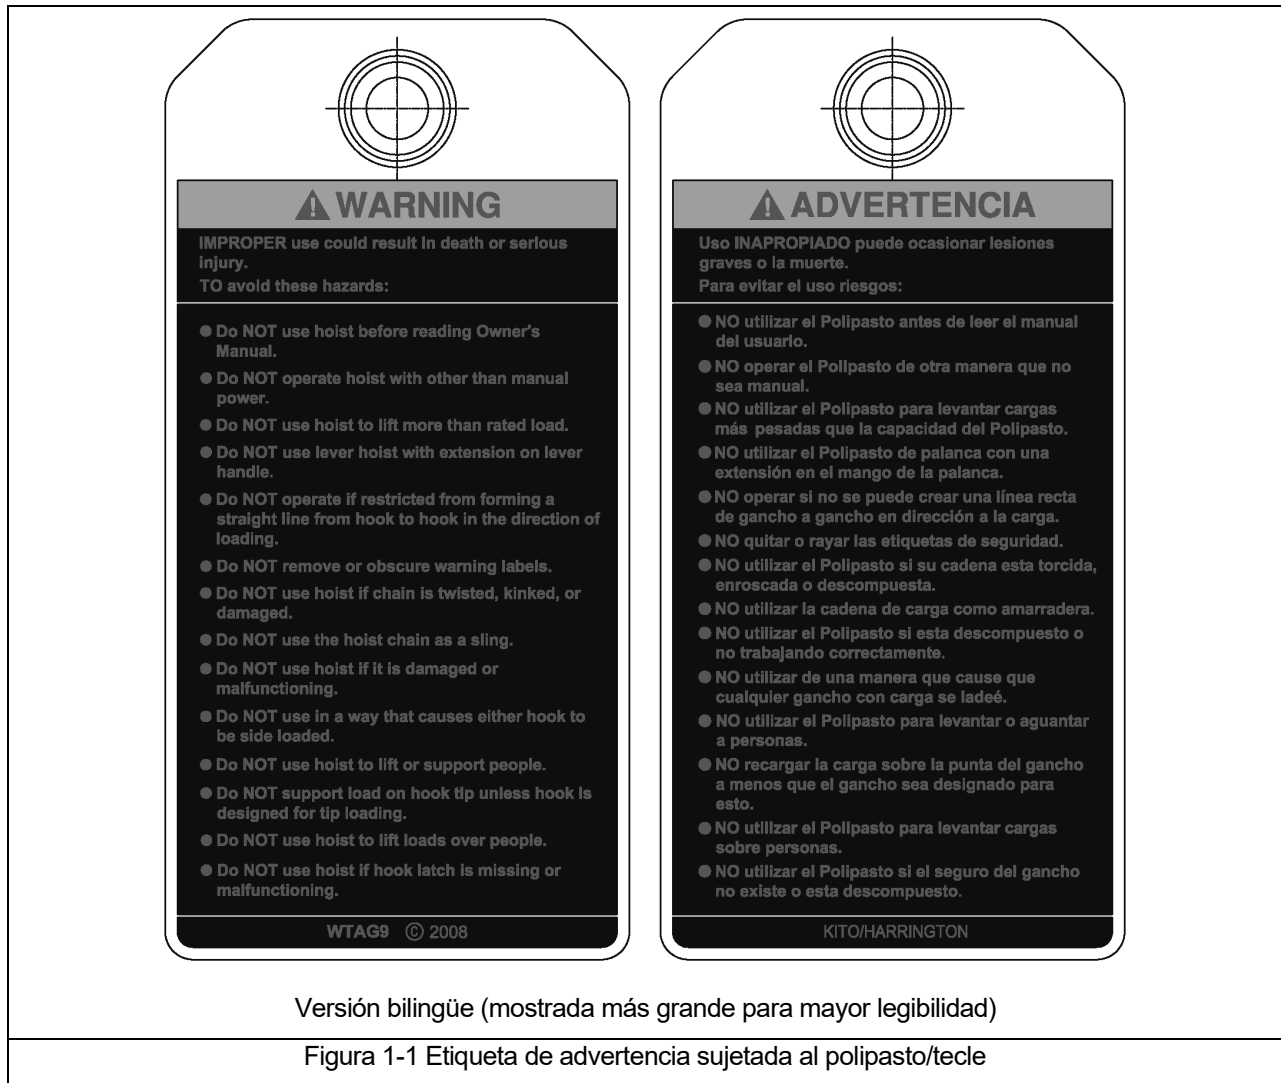 ⚠ WARNING
IMPROPER use could result in death or serious
injury.
TO avoid these hazards:
● Do NOT use hoist before reading Owner's
Manual.
● Do NOT operate hoist with other than manual
power.
● Do NOT use hoist to lift more than rated load.
● Do NOT use lever hoist with extension on lever
handle.
● Do NOT operate if restricted from forming a
straight line from hook to hook in the direction of
loading.
● Do NOT remove or obscure warning labels.
● Do NOT use hoist if chain is twisted, kinked, or
damaged.
● Do NOT use the hoist chain as a sling.
● Do NOT use hoist if it is damaged or
malfunctioning.
● Do NOT use in a way that causes either hook to
be side loaded.
● Do NOT use hoist to lift or support people.
● Do NOT support load on hook tip unless hook is
designed for tip loading.
● Do NOT use hoist to lift loads over people.
● Do NOT use hoist if hook latch is missing or
malfunctioning.
WTAG9 © 2008
⚠ ADVERTENCIA
Uso INAPROPIADO puede ocasionar lesiones
graves o la muerte.
Para evitar el uso riesgos:
● NO utilizar el Polipasto antes de leer el manual
del usuario.
● NO operar el Polipasto de otra manera que no
sea manual.
● NO utilizar el Polipasto para levantar cargas
más pesadas que la capacidad del Polipasto.
● NO utilizar el Polipasto de palanca con una
extensión en el mango de la palanca.
● NO operar si no se puede crear una línea recta
de gancho a gancho en dirección a la carga.
● NO quitar o rayar las etiquetas de seguridad.
● NO utilizar el Polipasto si su cadena esta torcida,
enroscada o descompuesta.
● NO utilizar la cadena de carga como amarradera.
● NO utilizar el Polipasto si esta descompuesto o
no trabajando correctamente.
● NO utilizar de una manera que cause que
cualquier gancho con carga se ladeé.
● NO utilizar el Polipasto para levantar o aguantar
a personas.
● NO recargar la carga sobre la punta del gancho
a menos que el gancho sea designado para
esto.
● NO utilizar el Polipasto para levantar cargas
sobre personas.
● NO utilizar el Polipasto si el seguro del gancho
no existe o esta descompuesto.
KITO/HARRINGTON
Versión bilingüe (mostrada más grande para mayor legibilidad)
Figura 1-1 Etiqueta de advertencia sujetada al polipasto/tecle